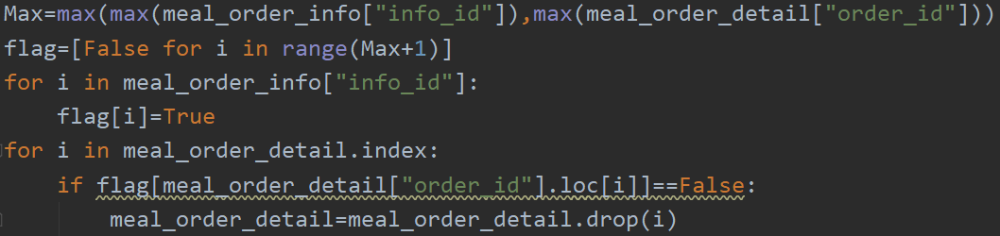 Max=max(max(meal_order_info["info_id"]),max(meal_order_detail["order_id"]))
flag=[False for i in range(Max+1)]
for i in meal_order_info["info_id"]:
    flag[i]=True
for i in meal_order_detail.index:
    if flag[meal_order_detail["order_id"].loc[i]]==False:
        meal_order_detail=meal_order_detail.drop(i)